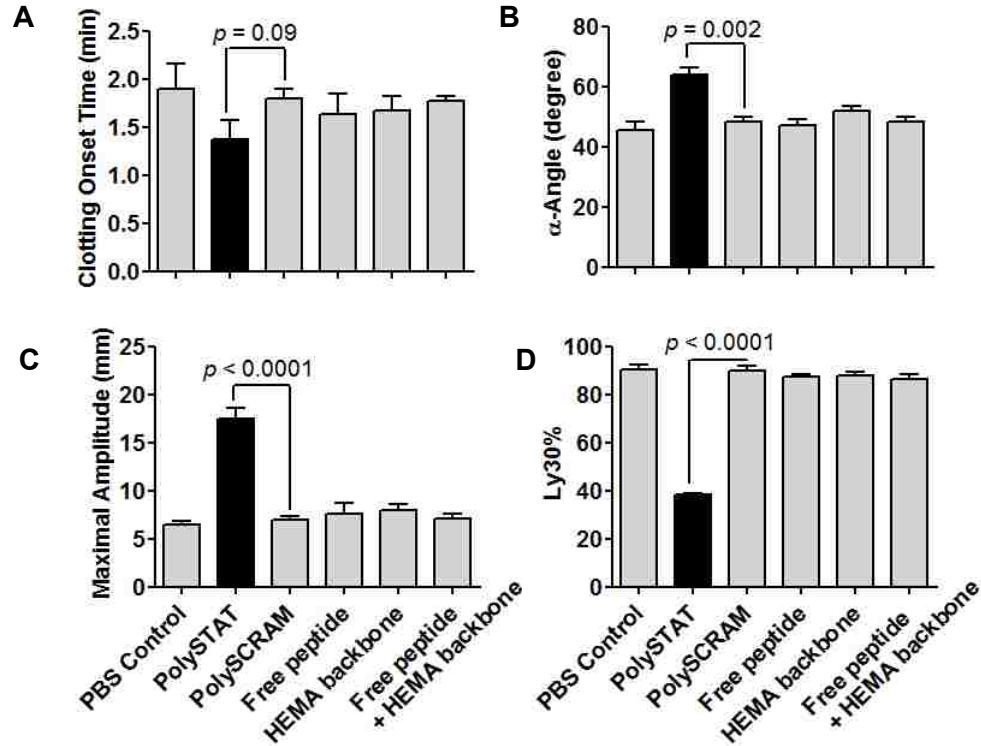 A
Clotting Onset Time (min)
2.5
2.0
1.5
1.0
0.5
0.0
p = 0.09
B
α-Angle (degree)
80
60
40
20
0
p = 0.002
C
Maximal Amplitude (mm)
25
20
15
10
5
0
p < 0.0001
PBS Control
PolySTAT
PolySCRAM
Free peptide
HEMA backbone
Free peptide
+ HEMA backbone
D
Ly30%
100
80
60
40
20
0
p < 0.0001
PBS Control
PolySTAT
PolySCRAM
Free peptide
HEMA backbone
Free peptide
+ HEMA backbone